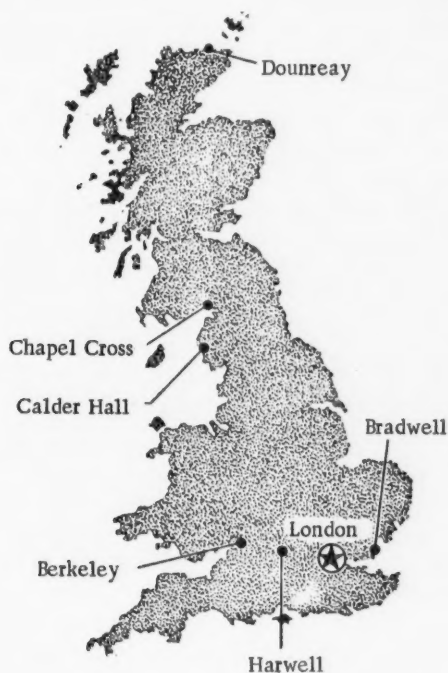 Dounreay
Chapel Cross
Calder Hall
Bradwell
London
Berkeley
Harwell